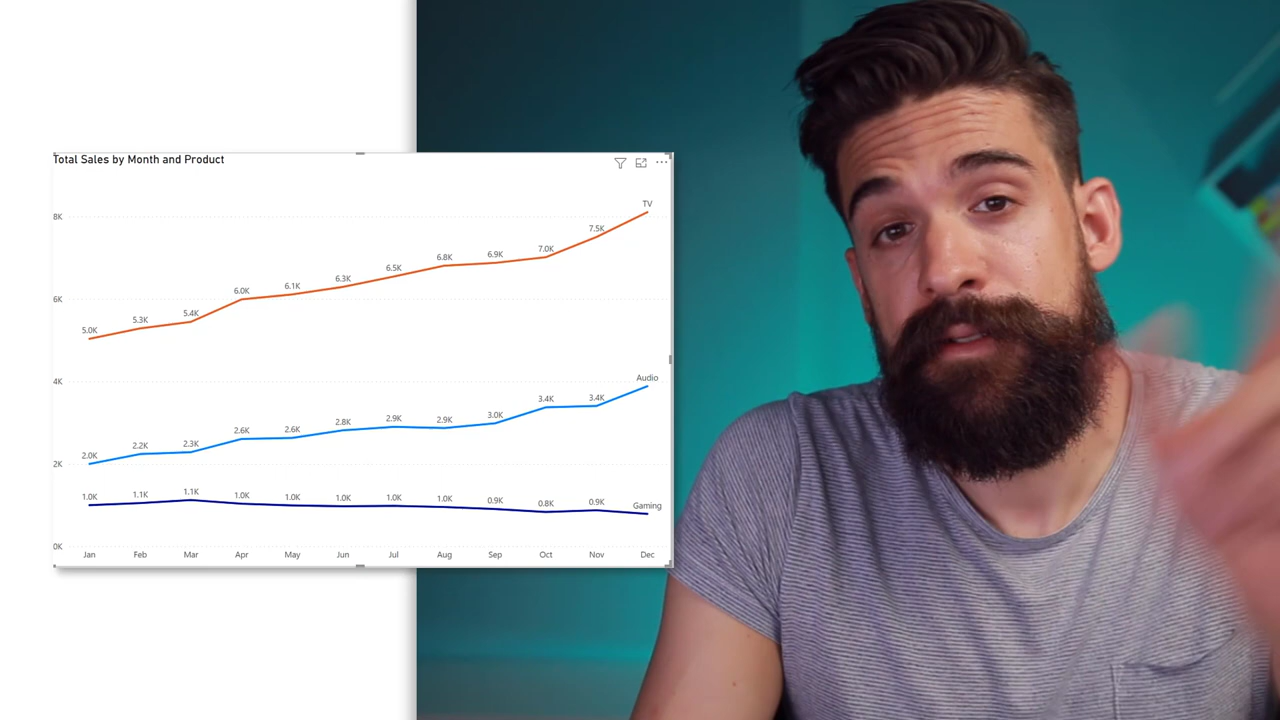 Total Sales by Month and Product
8K
6K
4K
2K
0K
TV
5.0K 5.3K 5.4K 6.0K 6.1K 6.3K 6.5K 6.8K 6.9K 7.0K 7.5K
Audio
2.0K 2.2K 2.3K 2.6K 2.6K 2.8K 2.9K 2.9K 3.0K 3.4K 3.4K
Gaming
1.0K 1.1K 1.1K 1.0K 1.0K 1.0K 1.0K 1.0K 0.9K 0.8K 0.9K
Jan Feb Mar Apr May Jun Jul Aug Sep Oct Nov Dec